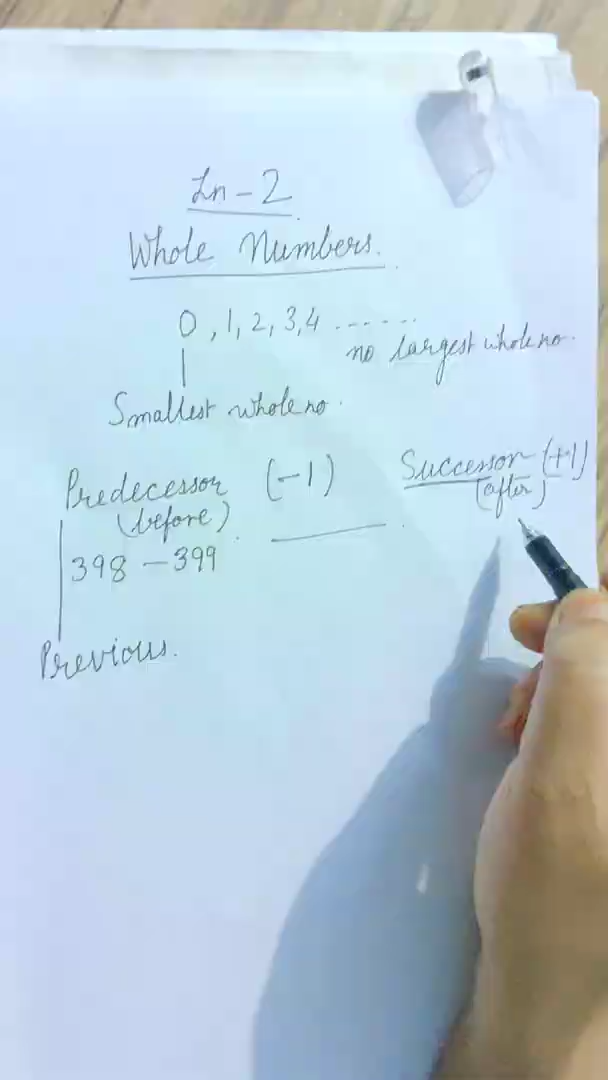 Ln - 2
Whole Numbers.
0, 1, 2, 3, 4 .......
no largest whole no.
Smallest whole no.
Predecessor (-1)
(before).
398 - 399
Previous.
Successor (+1)
(after)